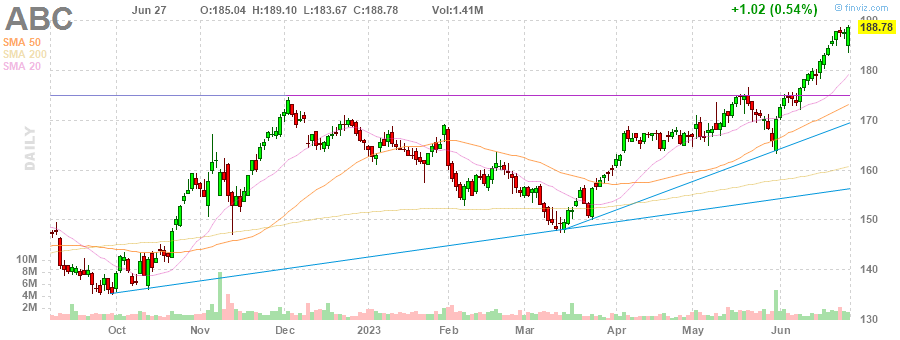 ABC
Jun 27 O:185.04 H:189.10 L:183.67 C:188.78 Vol:1.41M +1.02 (0.54%) © finviz.com
SMA 50
SMA 200
SMA 20
DAILY
190
188.78
180
170
160
150
140
130
10M
8M
6M
4M
2M
Oct Nov Dec 2023 Feb Mar Apr May Jun